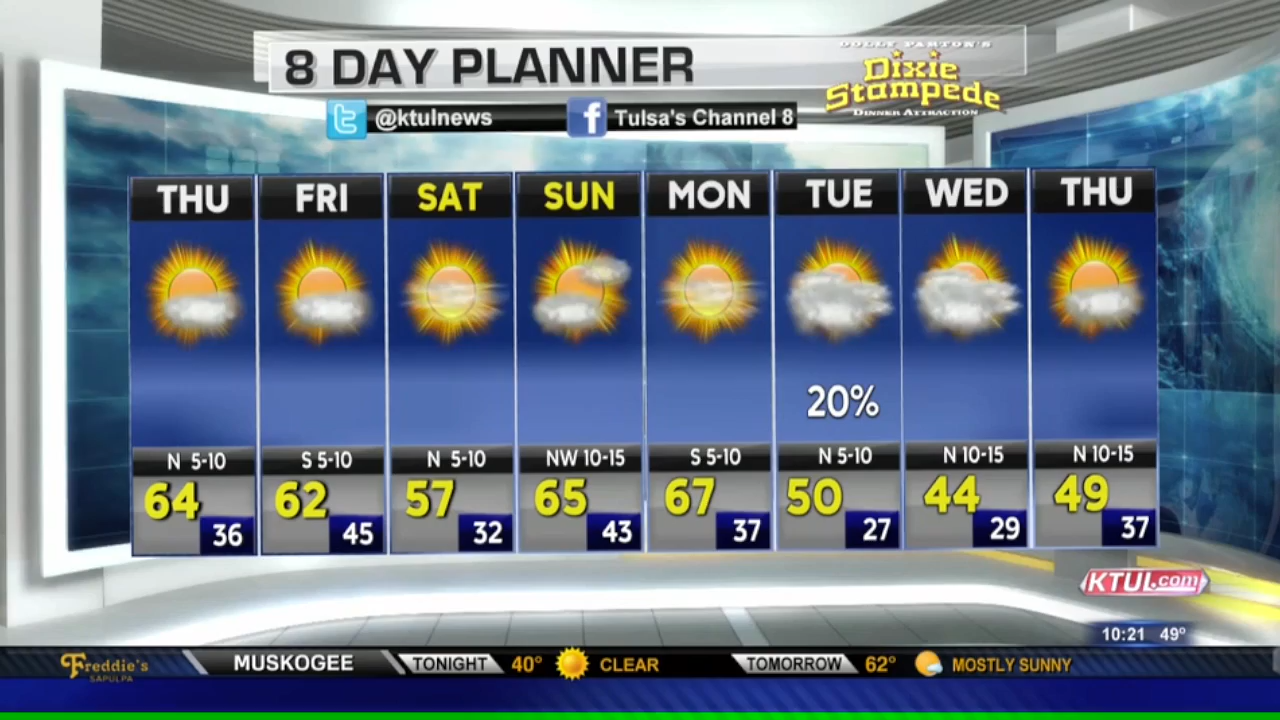 8 DAY PLANNER
DOLLY PARTON'S
Dixie
Stampede
DINNER ATTRACTION
@ktulnews
Tulsa's Channel 8
THU FRI SAT SUN MON TUE WED THU
20%
N 5-10 S 5-10 N 5-10 NW 10-15 S 5-10 N 5-10 N 10-15 N 10-15
64 62 57 65 67 50 44 49
36 45 32 43 37 27 29 37
KTUL.com
10:21 49°
Freddie's
SAPULPA
MUSKOGEE TONIGHT 40° CLEAR TOMORROW 62° MOSTLY SUNNY